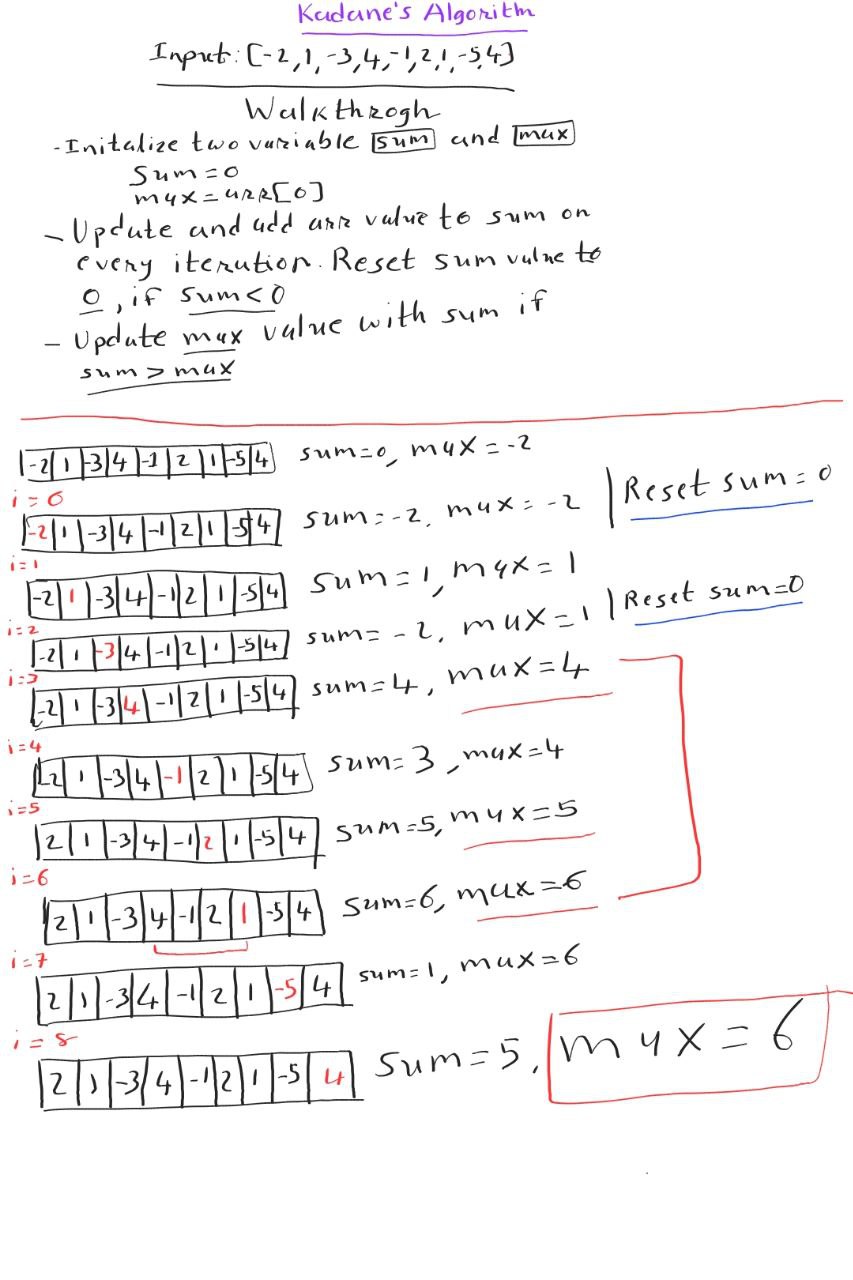 Kadane's Algorithm
Input: [-2,1,-3,4,-1,2,1,-5,4]
Walkthrogh
-Initalize two variable sum and max
Sum=0
max=arr[0]
- Update and add arr value to sum on
every iteration. Reset sum value to
0, if sum<0
- Update max value with sum if
sum > max
-2 1 -3 4 -1 2 1 -5 4 sum=0, max=-2
i=0
-2 1 -3 4 -1 2 1 -5 4 sum=-2, max=-2 | Reset sum=0
i=1
-2 1 -3 4 -1 2 1 -5 4 sum=1, max=1
i=2
-2 1 -3 4 -1 2 1 -5 4 sum=-2, max=1 | Reset sum=0
i=3
-2 1 -3 4 -1 2 1 -5 4 sum=4, max=4
i=4
-2 1 -3 4 -1 2 1 -5 4 sum=3, max=4
i=5
2 1 -3 4 -1 2 1 -5 4 sum=5, max=5
i=6
2 1 -3 4 -1 2 1 -5 4 sum=6, max=6
i=7
2 1 -3 4 -1 2 1 -5 4 sum=1, max=6
i=8
2 1 -3 4 -1 2 1 -5 4 sum=5, max=6